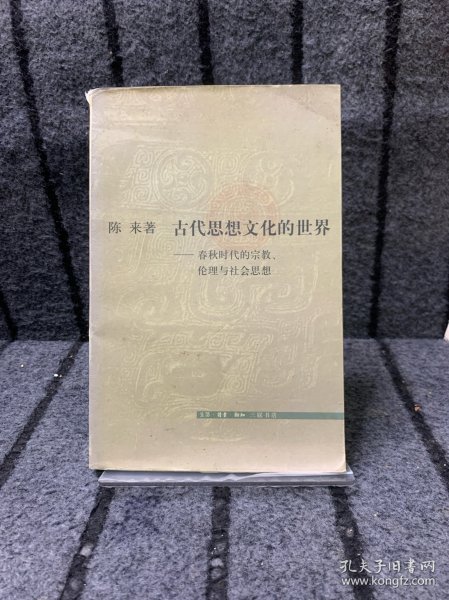 陈 来著 古代思想文化的世界
—— 春秋时代的宗教、
伦理与社会思想
生活·读书·新知 三联书店
孔夫子旧书网
www.kongfz.com